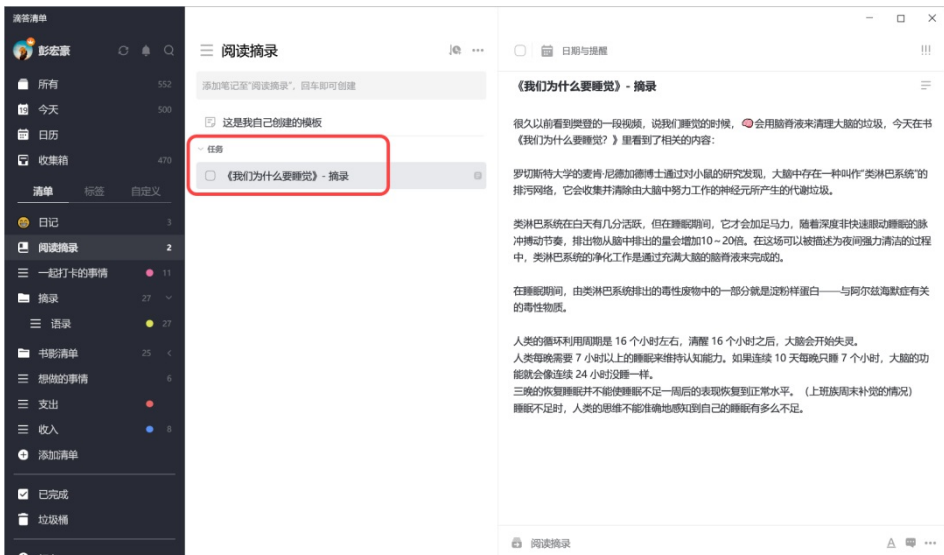 滴答清单
彭宏豪
所有 552
今天 500
日历
收集箱 470
清单 标签 自定义
日记 3
阅读摘录 2
一起打卡的事情 11
摘录 27
语录 27
书影清单 25
想做的事情 6
支出
收入 8
添加清单
已完成
垃圾桶
阅读摘录
添加笔记至"阅读摘录"，回车即可创建
这是我自己创建的模板
任务
《我们为什么要睡觉》- 摘录
日期与提醒
《我们为什么要睡觉》- 摘录
很久以前看到樊登的一段视频，说我们睡觉的时候，🧠会用脑脊液来清理大脑的垃圾，今天在书
《我们为什么要睡觉？》里看到了相关的内容：
罗切斯特大学的麦肯·尼德加德博士通过对小鼠的研究发现，大脑中存在一种叫作"类淋巴系统"的
排污网络，它会收集并清除由大脑中努力工作的神经元所产生的代谢垃圾。
类淋巴系统在白天有几分活跃，但在睡眠期间，它才会加足马力，随着深度非快速眼动睡眠的脉
冲搏动节奏，排出物从脑中排出的量会增加10～20倍。在这场可以被描述为夜间强力清洁的过程
中，类淋巴系统的净化工作是通过充满大脑的脑脊液来完成的。
在睡眠期间，由类淋巴系统排出的毒性废物中的一部分就是淀粉样蛋白——与阿尔兹海默症有关
的毒性物质。
人类的循环利用周期是 16 个小时左右，清醒 16 个小时之后，大脑会开始失灵。
人类每晚需要 7 小时以上的睡眠来维持认知能力。如果连续 10 天每晚只睡 7 个小时，大脑的功
能就会像连续 24 小时没睡一样。
三晚的恢复睡眠并不能使睡眠不足一周后的表现恢复到正常水平。（上班族周末补觉的情况）
睡眠不足时，人类的思维不能准确地感知到自己的睡眠有多么不足。
阅读摘录